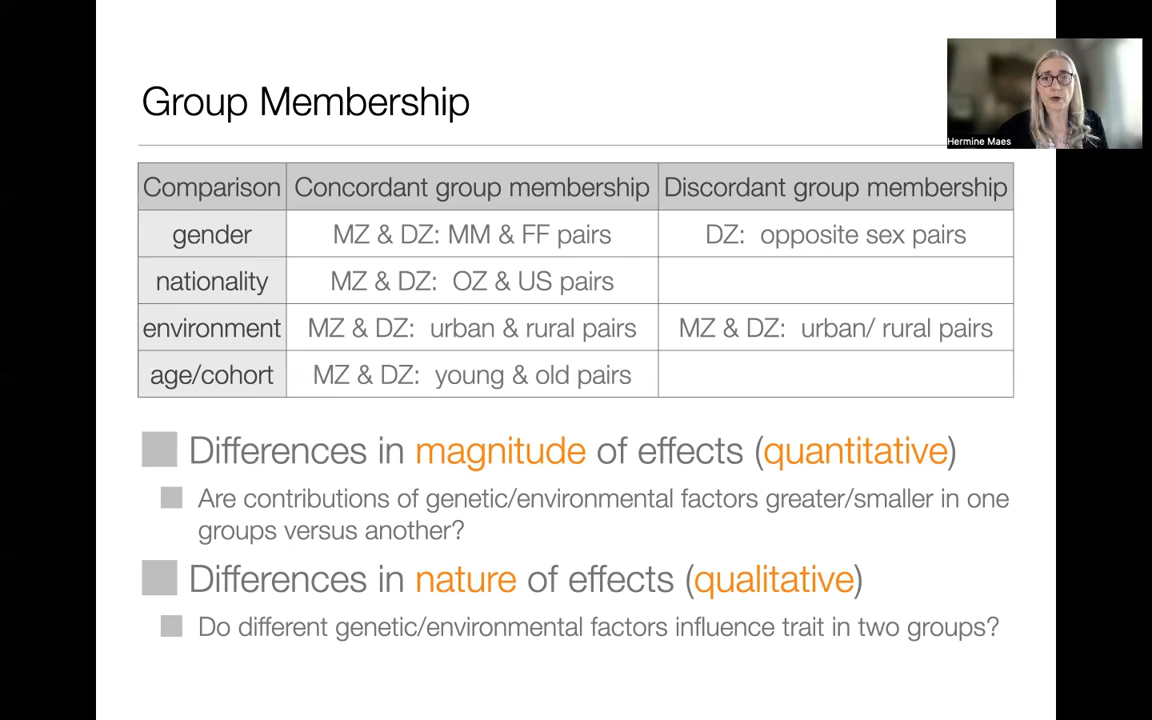 Group Membership
Hermine Maes
Comparison Concordant group membership Discordant group membership
gender MZ & DZ: MM & FF pairs DZ: opposite sex pairs
nationality MZ & DZ: OZ & US pairs
environment MZ & DZ: urban & rural pairs MZ & DZ: urban/ rural pairs
age/cohort MZ & DZ: young & old pairs
Differences in magnitude of effects (quantitative)
Are contributions of genetic/environmental factors greater/smaller in one
groups versus another?
Differences in nature of effects (qualitative)
Do different genetic/environmental factors influence trait in two groups?